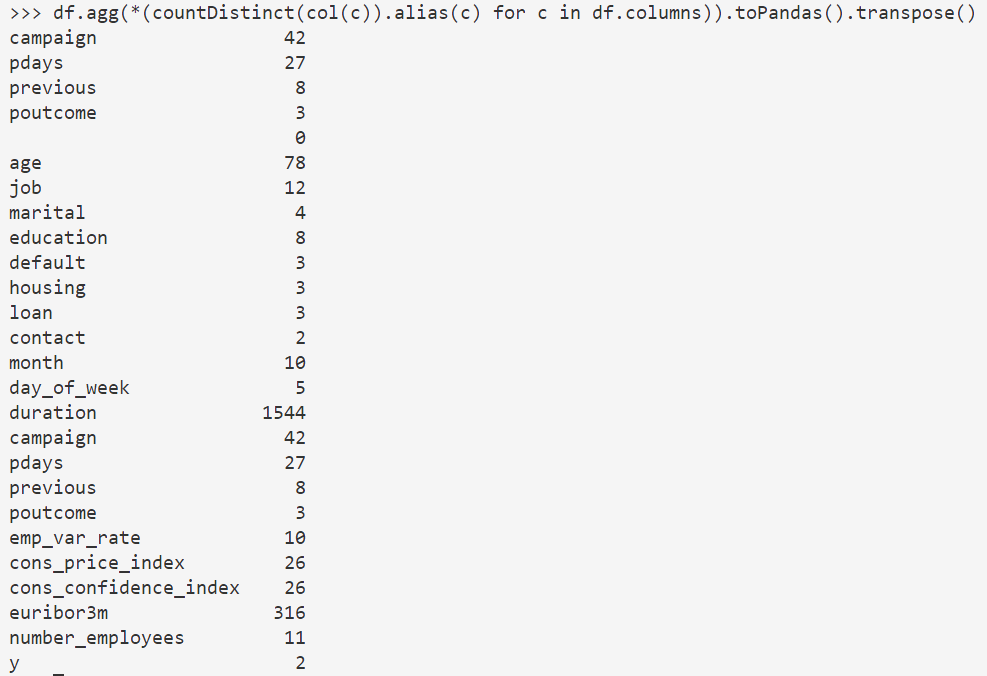 >>> df.agg(*(countDistinct(col(c)).alias(c) for c in df.columns)).toPandas().transpose()
campaign 42
pdays 27
previous 8
poutcome 3
0
age 78
job 12
marital 4
education 8
default 3
housing 3
loan 3
contact 2
month 10
day_of_week 5
duration 1544
campaign 42
pdays 27
previous 8
poutcome 3
emp_var_rate 10
cons_price_index 26
cons_confidence_index 26
euribor3m 316
number_employees 11
y 2